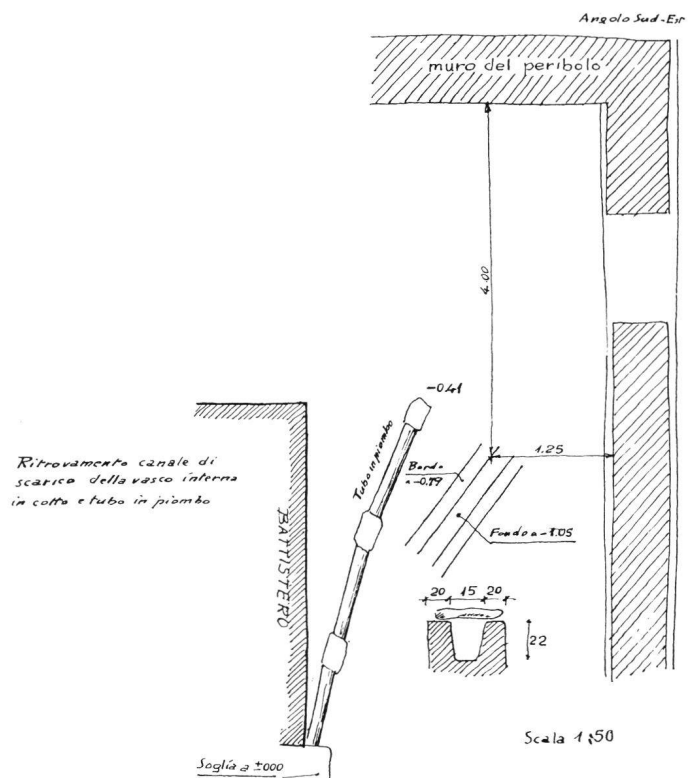 Angolo Sud-Est
muro del peribolo
4.00
-0.41
Tubo in piombo
1.25
Bordo
a -0.79
Fondo a -1.05
Ritrovamento canale di
scarico della vasco interna
in cotto e tubo in piombo
BATTISTERO
20 15 20
22
Scala 1:50
Soglia a ±000